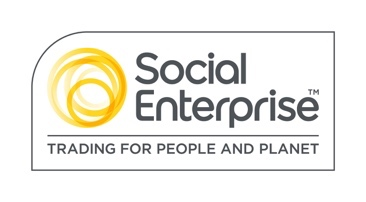 Social
Enterprise™
TRADING FOR PEOPLE AND PLANET